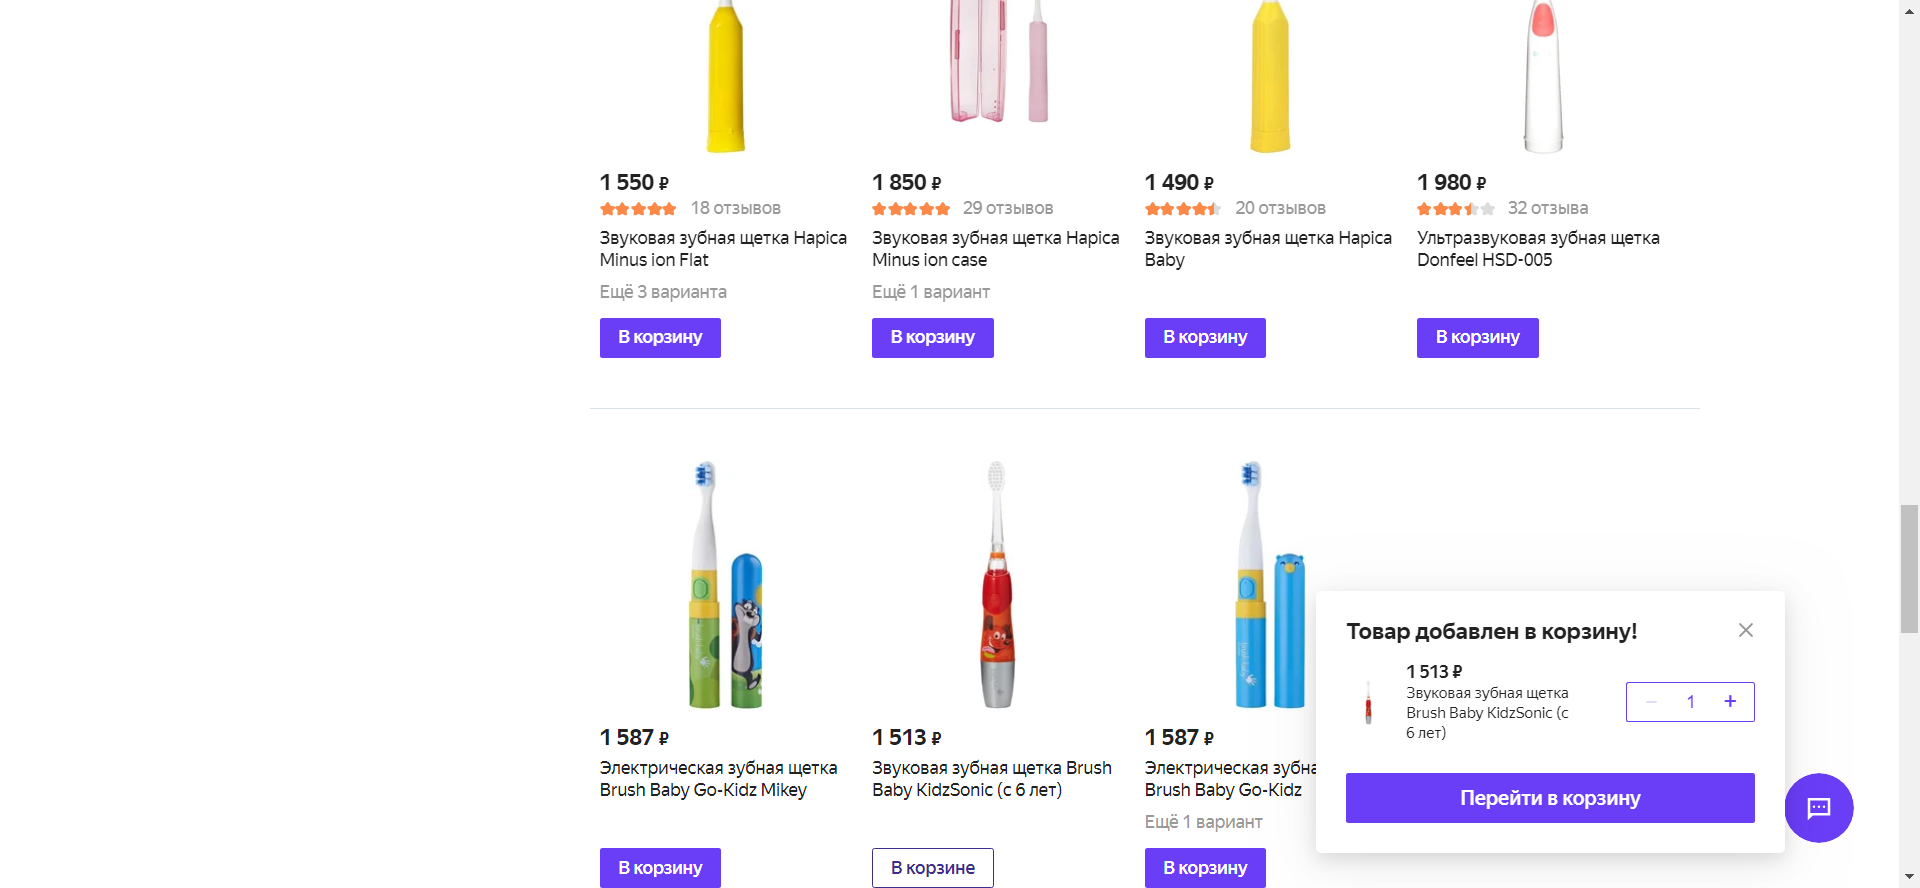 1 550 ₽
18 отзывов
Звуковая зубная щетка Hapica
Minus ion Flat
Ещё 3 варианта
В корзину
1 850 ₽
29 отзывов
Звуковая зубная щетка Hapica
Minus ion case
Ещё 1 вариант
В корзину
1 490 ₽
20 отзывов
Звуковая зубная щетка Hapica
Baby
В корзину
1 980 ₽
32 отзыва
Ультразвуковая зубная щетка
Donfeel HSD-005
В корзину
1 587 ₽
Электрическая зубная щетка
Brush Baby Go-Kidz Mikey
В корзину
1 513 ₽
Звуковая зубная щетка Brush
Baby KidzSonic (с 6 лет)
В корзине
1 587 ₽
Электрическая зубна
Brush Baby Go-Kidz
Ещё 1 вариант
В корзину
Товар добавлен в корзину!
1 513 ₽
Звуковая зубная щетка
Brush Baby KidzSonic (с
6 лет)
− 1 +
Перейти в корзину